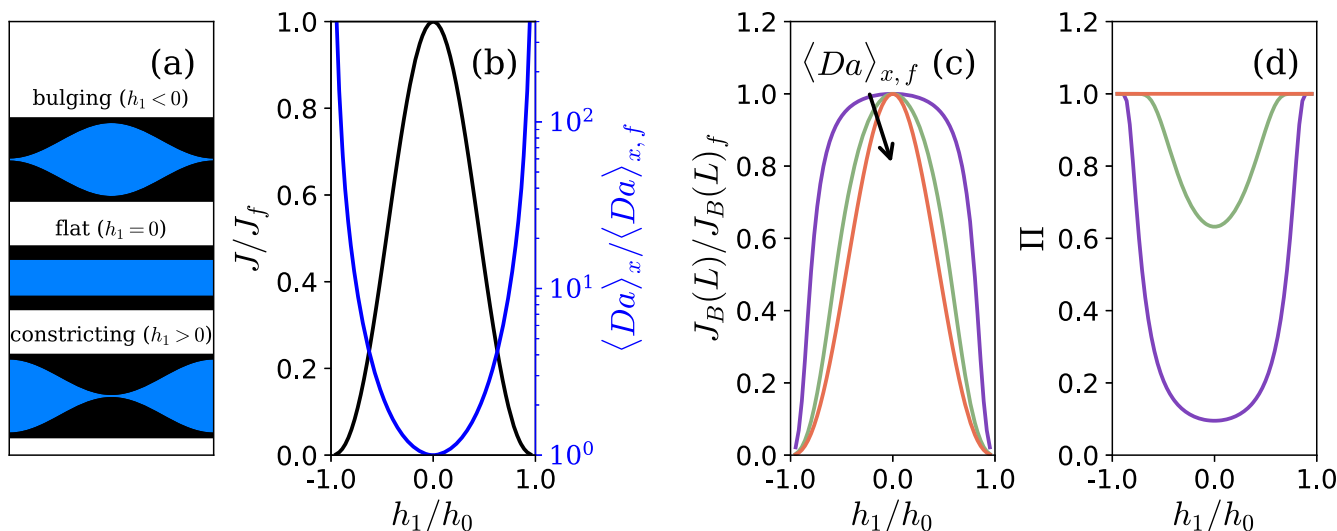 (a)
bulging (h₁ < 0)
flat (h₁ = 0)
constricting (h₁ > 0)
(b)
J/J_f
1.0
0.8
0.6
0.4
0.2
0.0
-1.0 0.0 1.0
h₁/h₀
10²
10¹
10⁰
⟨Da⟩ₓ/⟨Da⟩_{x,f}
(c)
⟨Da⟩_{x,f}
J_B(L)/J_B(L)_f
1.2
1.0
0.8
0.6
0.4
0.2
0.0
-1.0 0.0 1.0
h₁/h₀
(d)
Π
1.2
1.0
0.8
0.6
0.4
0.2
0.0
-1.0 0.0 1.0
h₁/h₀